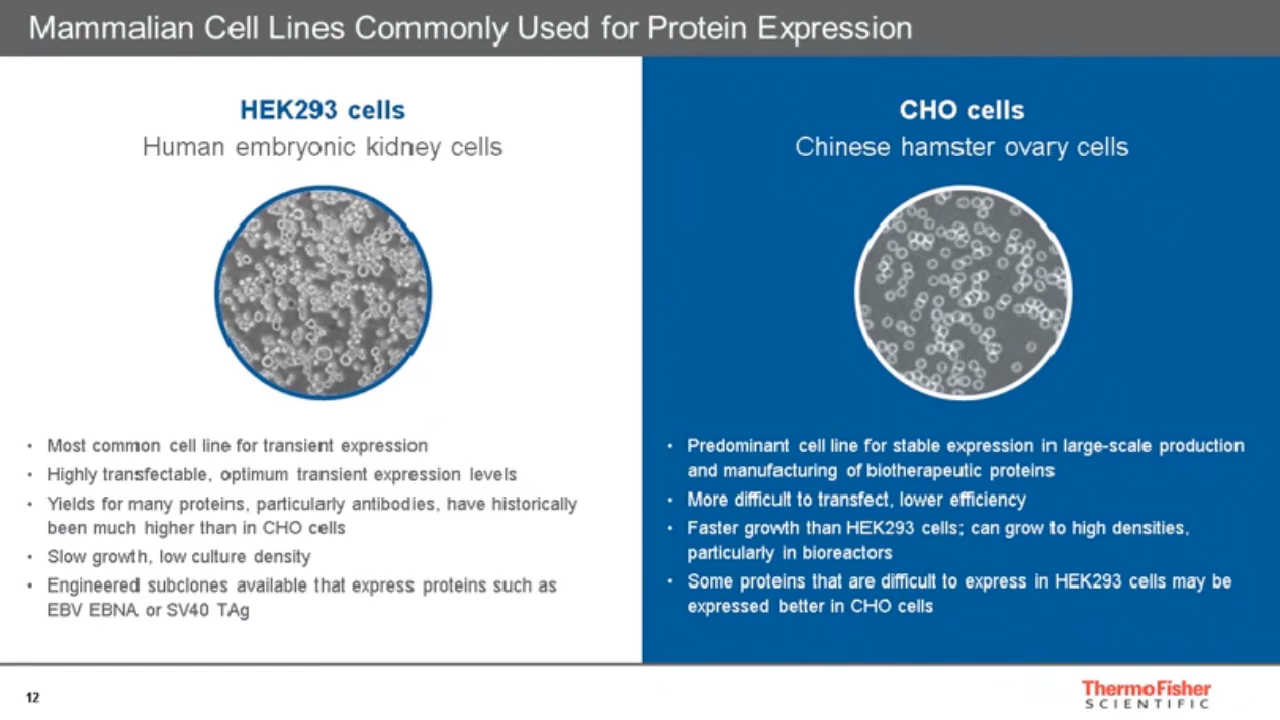 Mammalian Cell Lines Commonly Used for Protein Expression
HEK293 cells
Human embryonic kidney cells
• Most common cell line for transient expression
• Highly transfectable, optimum transient expression levels
• Yields for many proteins, particularly antibodies, have historically
been much higher than in CHO cells
• Slow growth, low culture density
• Engineered subclones available that express proteins such as
EBV EBNA or SV40 TAg
CHO cells
Chinese hamster ovary cells
• Predominant cell line for stable expression in large-scale production
and manufacturing of biotherapeutic proteins
• More difficult to transfect, lower efficiency
• Faster growth than HEK293 cells; can grow to high densities,
particularly in bioreactors
• Some proteins that are difficult to express in HEK293 cells may be
expressed better in CHO cells
12
ThermoFisher
SCIENTIFIC